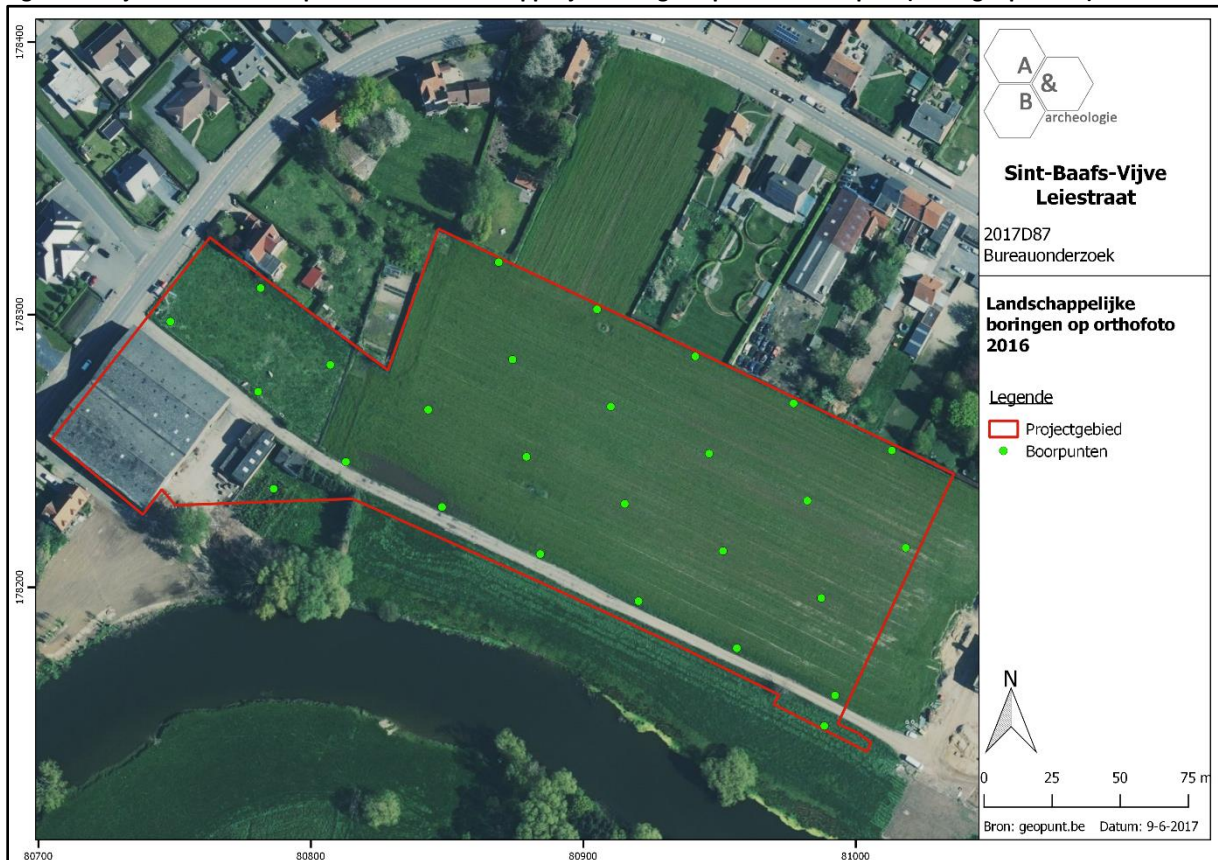 178400
178300
178200
80700
80800
80900
81000
A
&
B
archeologie
Sint-Baafs-Vijve
Leiestraat
2017D87
Bureauonderzoek
Landschappelijke
boringen op orthofoto
2016
Legende
Projectgebied
Boorpunten
N
0 25 50 75 m
Bron: geopunt.be Datum: 9-6-2017